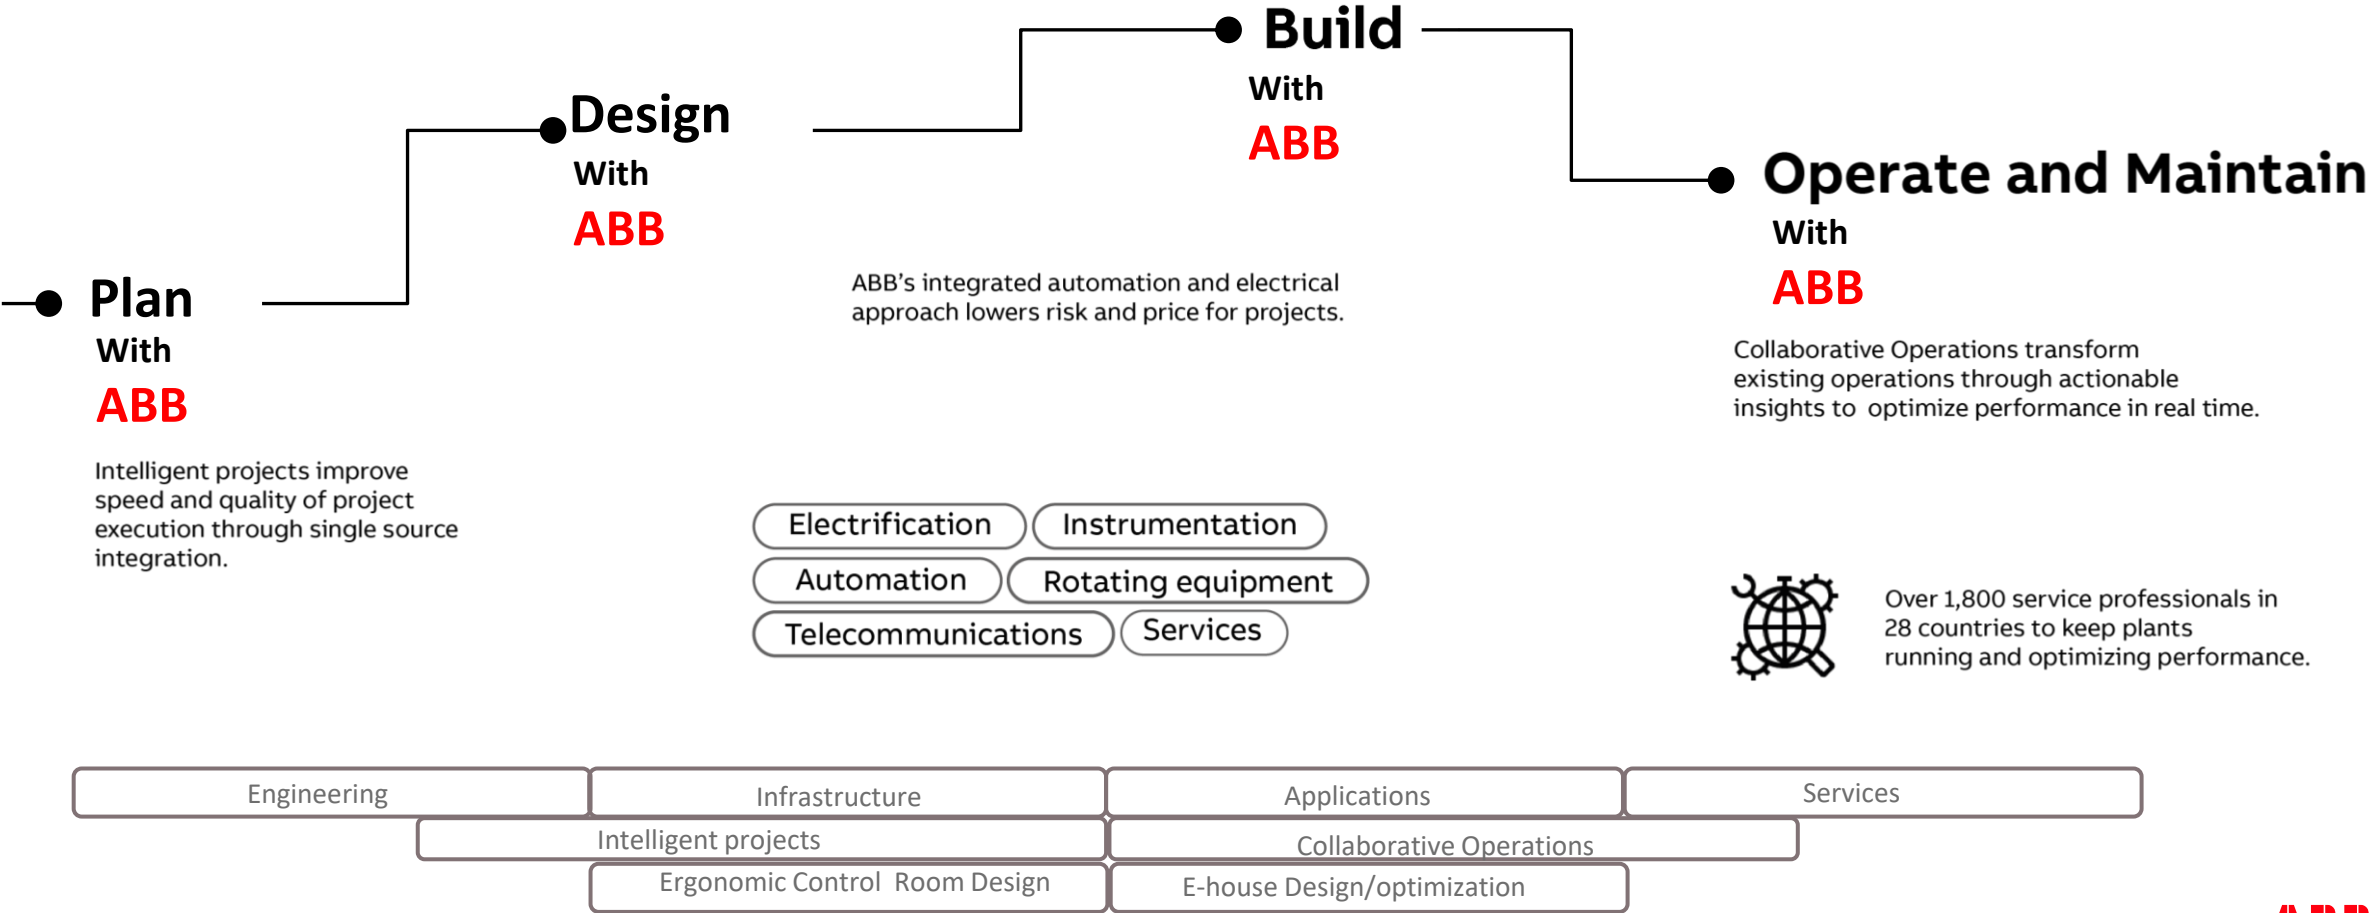 Build
With
ABB
Design
With
ABB
Operate and Maintain
With
ABB
Plan
With
ABB
ABB’s integrated automation and electrical
approach lowers risk and price for projects.
Collaborative Operations transform
existing operations through actionable
insights to optimize performance in real time.
Intelligent projects improve
speed and quality of project
execution through single source
integration.
Electrification
Instrumentation
Automation
Rotating equipment
Telecommunications
Services
Over 1,800 service professionals in
28 countries to keep plants
running and optimizing performance.
Engineering
Infrastructure
Applications
Services
Intelligent projects
Collaborative Operations
Ergonomic Control Room Design
E-house Design/optimization